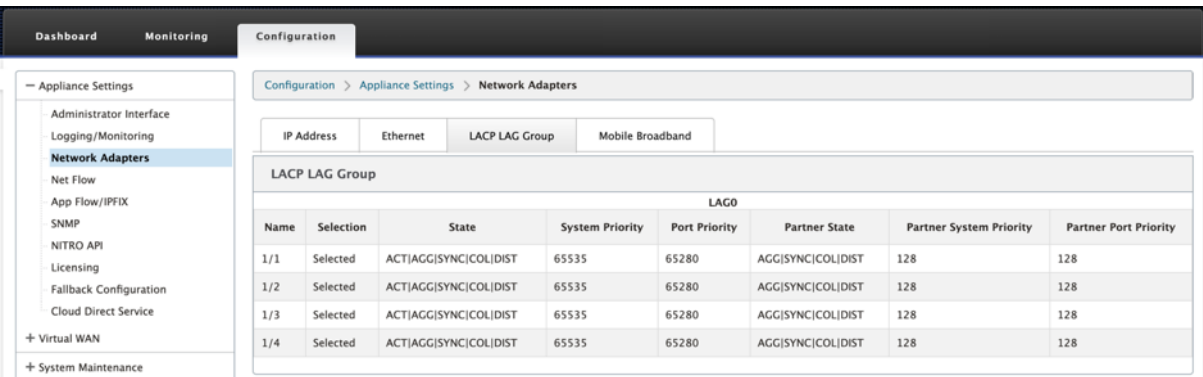 Dashboard Monitoring Configuration
− Appliance Settings
Administrator Interface
Logging/Monitoring
Network Adapters
Net Flow
App Flow/IPFIX
SNMP
NITRO API
Licensing
Fallback Configuration
Cloud Direct Service
+ Virtual WAN
+ System Maintenance
Configuration > Appliance Settings > Network Adapters
IP Address Ethernet LACP LAG Group Mobile Broadband
LACP LAG Group
LAG0
Name Selection State System Priority Port Priority Partner State Partner System Priority Partner Port Priority
1/1 Selected ACT|AGG|SYNC|COL|DIST 65535 65280 AGG|SYNC|COL|DIST 128 128
1/2 Selected ACT|AGG|SYNC|COL|DIST 65535 65280 AGG|SYNC|COL|DIST 128 128
1/3 Selected ACT|AGG|SYNC|COL|DIST 65535 65280 AGG|SYNC|COL|DIST 128 128
1/4 Selected ACT|AGG|SYNC|COL|DIST 65535 65280 AGG|SYNC|COL|DIST 128 128